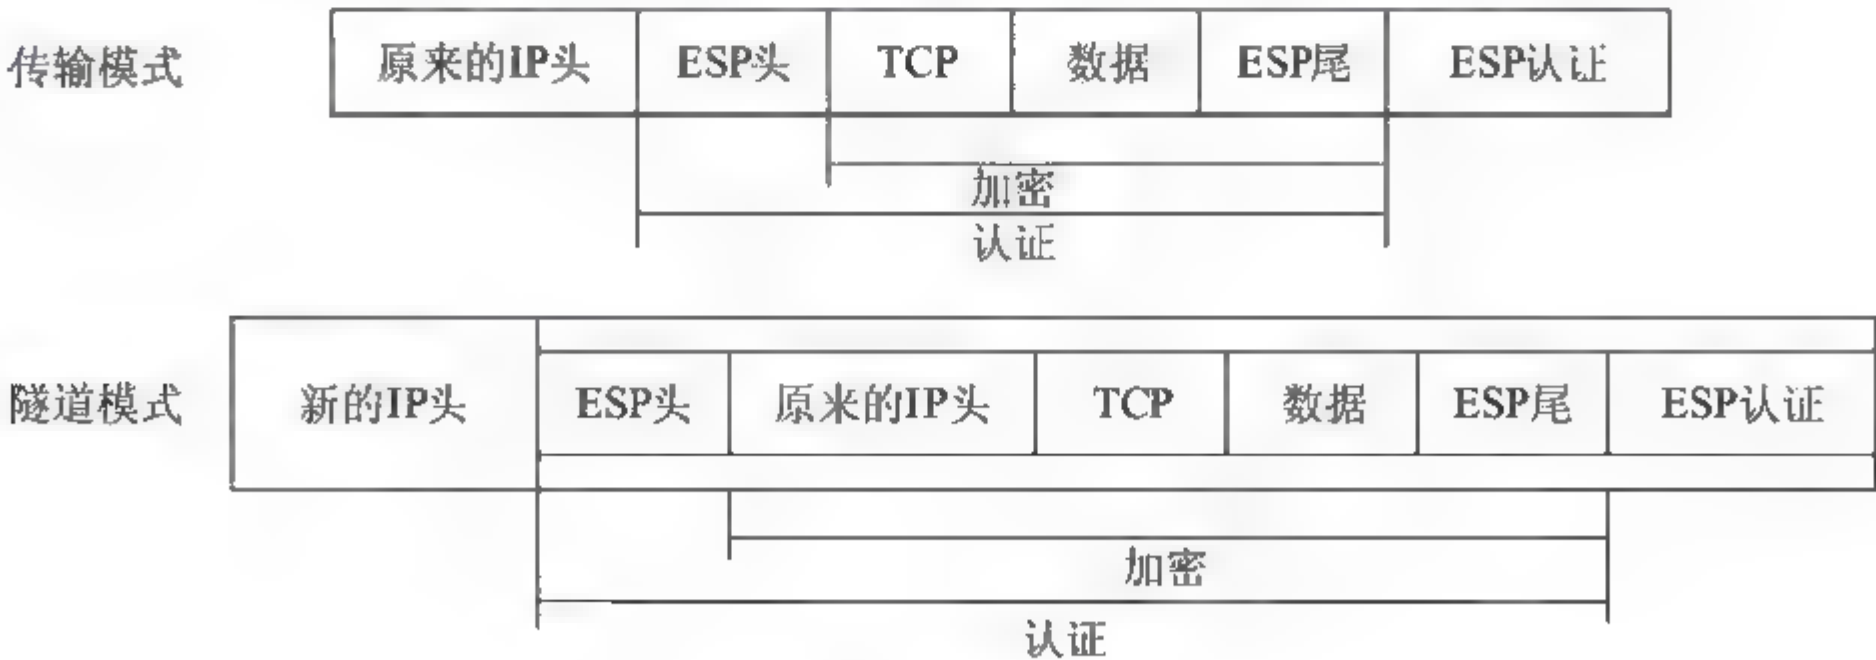 传输模式 原来的IP头 ESP头 TCP 数据 ESP尾 ESP认证
加密
认证
隧道模式 新的IP头 ESP头 原来的IP头 TCP 数据 ESP尾 ESP认证
加密
认证